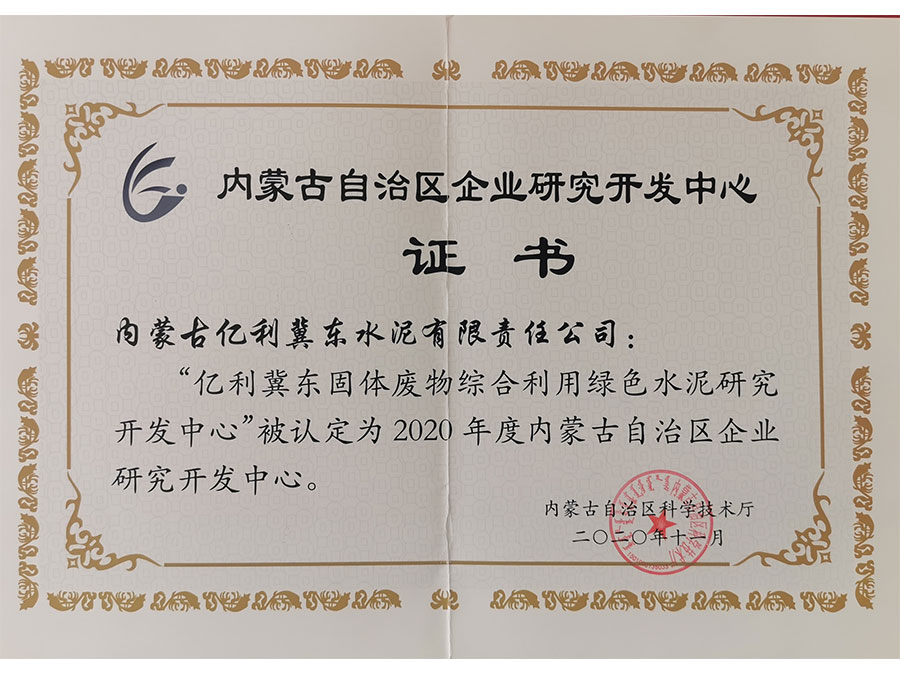 内蒙古自治区企业研究开发中心
证书
内蒙古亿利冀东水泥有限责任公司：
“亿利冀东固体废物综合利用绿色水泥研究
开发中心”被认定为2020年度内蒙古自治区企业
研究开发中心。
内蒙古自治区科学技术厅
二〇二〇年十一月